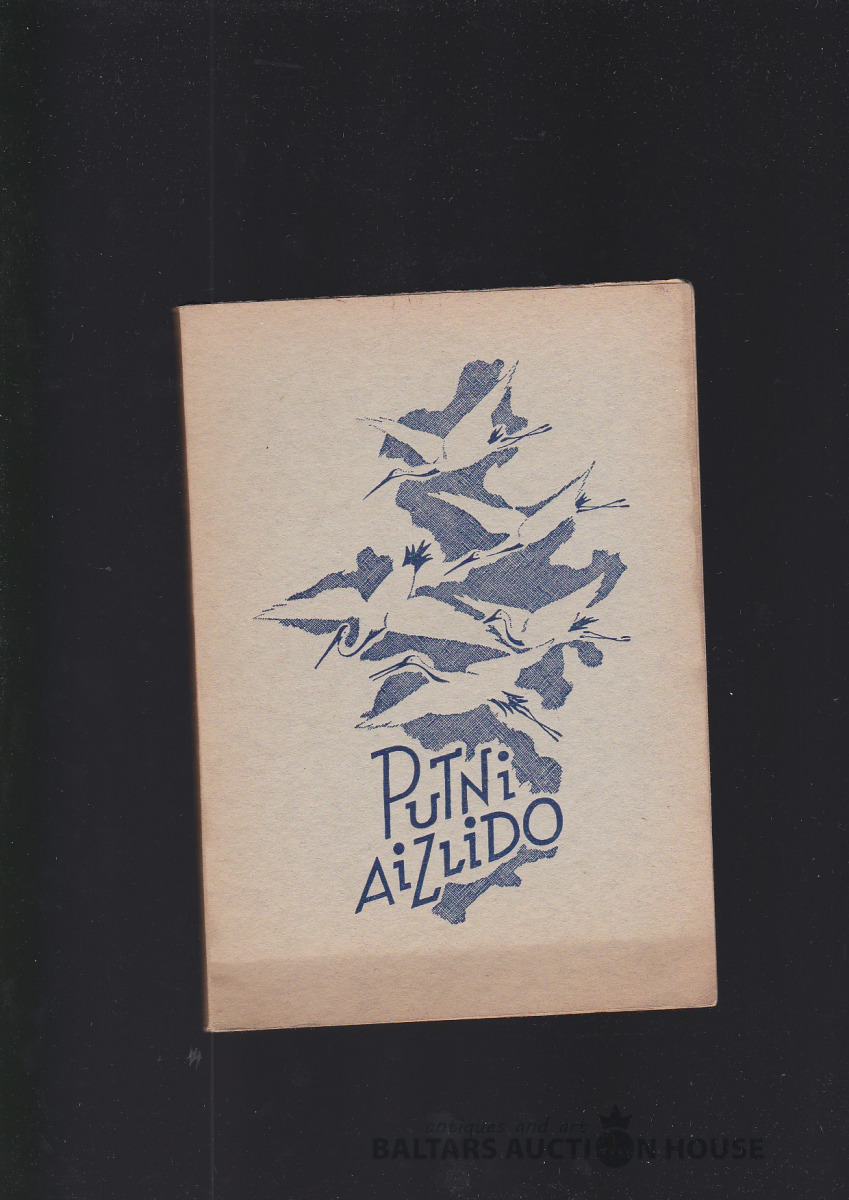 PUTNi
AiZLiDO
antiques and art
BALTARS AUCTION HOUSE